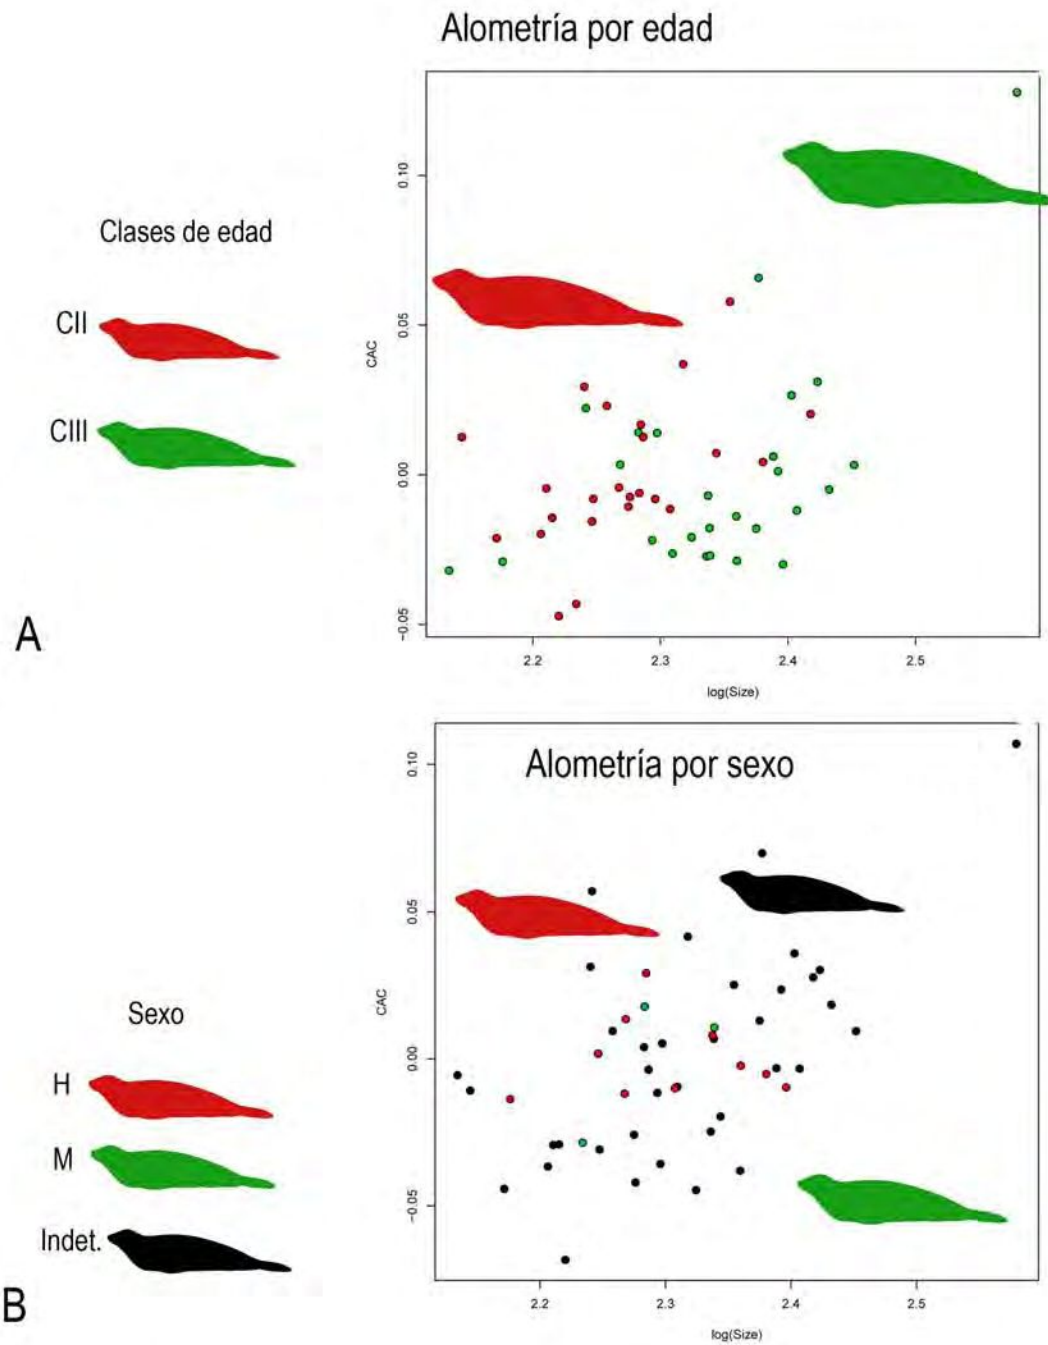 Alometría por edad
Clases de edad
CII
CIII
CAC
0.10
0.05
0.00
−0.05
2.2 2.3 2.4 2.5
log(Size)
A
Alometría por sexo
Sexo
H
M
Indet.
CAC
0.10
0.05
0.00
−0.05
2.2 2.3 2.4 2.5
log(Size)
B